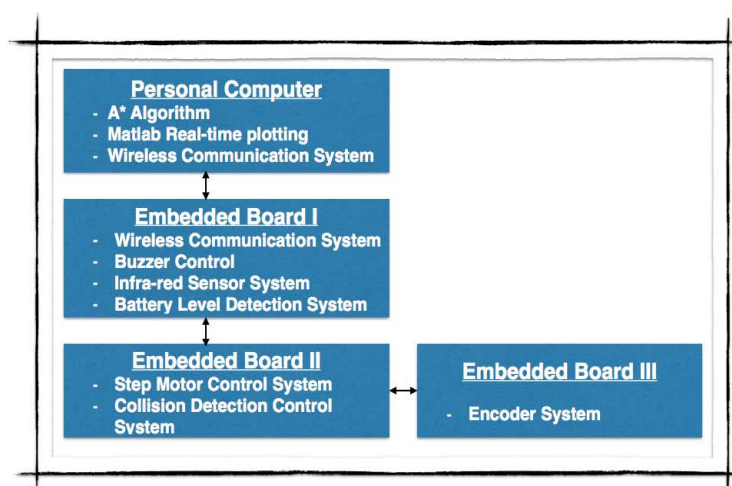 Personal Computer
- A* Algorithm
- Matlab Real-time plotting
- Wireless Communication System
Embedded Board I
- Wireless Communication System
- Buzzer Control
- Infra-red Sensor System
- Battery Level Detection System
Embedded Board II
- Step Motor Control System
- Collision Detection Control
System
Embedded Board III
- Encoder System